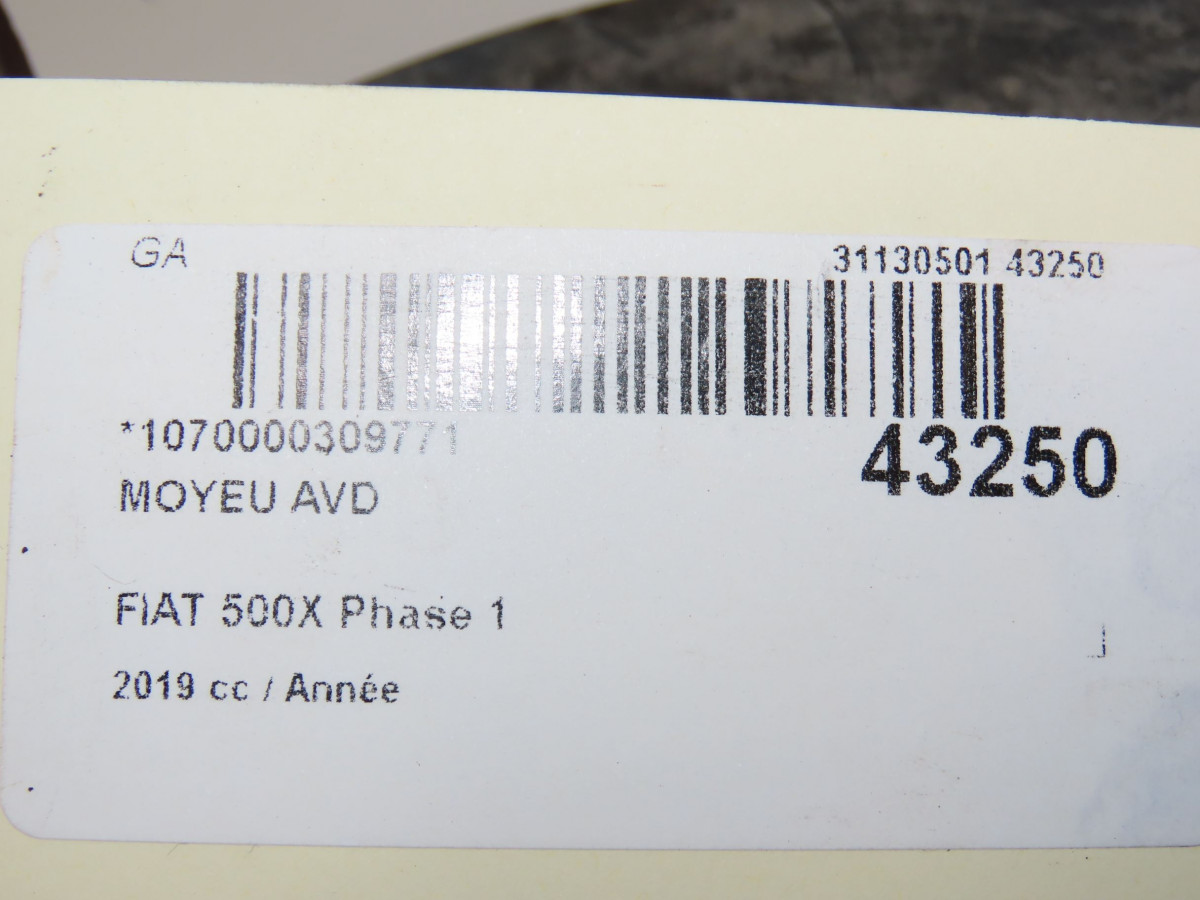 GA
31130501 43250
*1070000309771
43250
MOYEU AVD
FIAT 500X Phase 1
2019 cc / Année